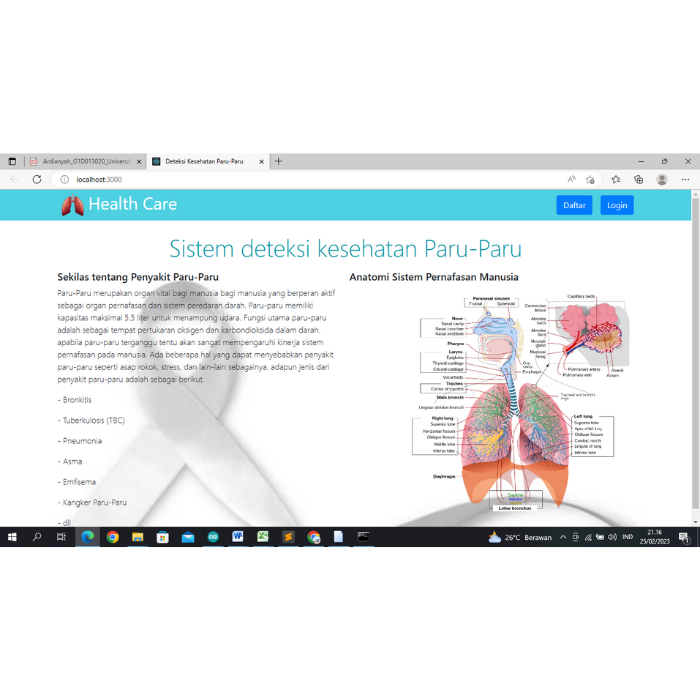 Ardianyah_G1D013020_Universit
Deteksi Kesehatan Paru-Paru
localhost:3000
Health Care
Daftar
Login
Sistem deteksi kesehatan Paru-Paru
Sekilas tentang Penyakit Paru-Paru
Paru-Paru merupakan organ vital bagi manusia bagi manusia yang berperan aktif
sebagai organ pernafasan dan sistem peredaran darah, Paru-paru memiliki
kapasitas maksimal 5.5 liter untuk menampung udara. Fungsi utama paru-paru
adalah sebagai tempat pertukaran oksigen dan karbondioksida dalam darah.
apabila paru-paru terganggu tentu akan sangat mempengaruhi kinerja sistem
pernafasan pada manusia. Ada beberapa hal yang dapat menyebabkan penyakit
paru-paru seperti asap rokok, stress, dan lain-lain sebagainya. adapun jenis dari
penyakit paru-paru adalah sebagai berikut.
- Bronkitis
- Tuberkulosis (TBC)
- Pneumonia
- Asma
- Emfisema
- Kangker Paru-Paru
- dll
Anatomi Sistem Pernafasan Manusia
Paranasal sinuses
Frontal
Sphenoid
Nose
Nasal cavity
Nasal conchae
Nasal vestibule
Pharynx
Larynx
Epiglottis
Thyroid cartilage
Cricoid cartilage
Vocal folds
Trachea
Carina of trachea
Main bronchi
Lingular division bronchi
Right lung
Superior lobe
Horizontal fissure
Oblique fissure
Middle lobe
Inferior lobe
Diaphragm
Oral cavity
Esophagus
Capillary beds
Connective tissue
Alveolar sacs
Alveolar duct
Mucous gland
Mucosal lining
Pulmonary artery
Pulmonary vein
Alveoli
Atrium
Left lung
Superior lobe
Apex of left lung
Oblique fissure
Cardiac notch
Lingula of lung
Inferior lobe
Superior
Middle
Inferior
Lobar bronchus
26°C Berawan
IND
21.16
25/02/2023